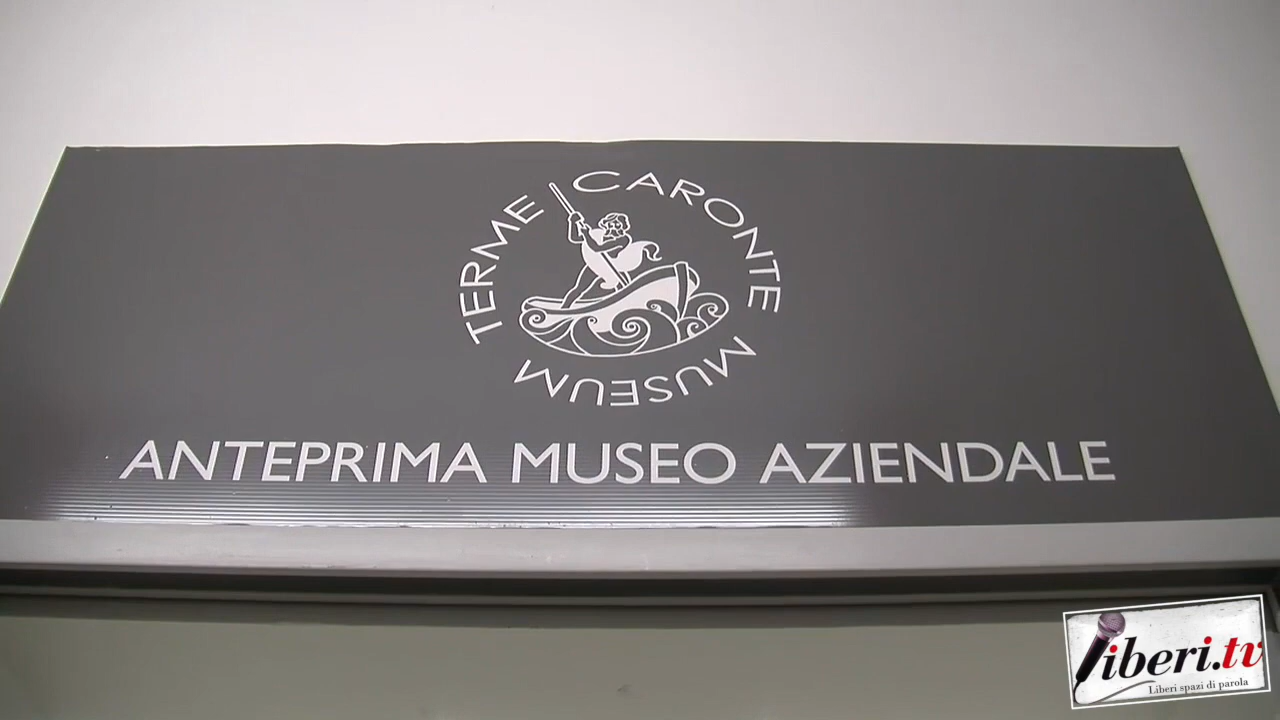 TERME CARONTE MUSEUM
ANTEPRIMA MUSEO AZIENDALE
liberi.tv
Liberi spazi di parola